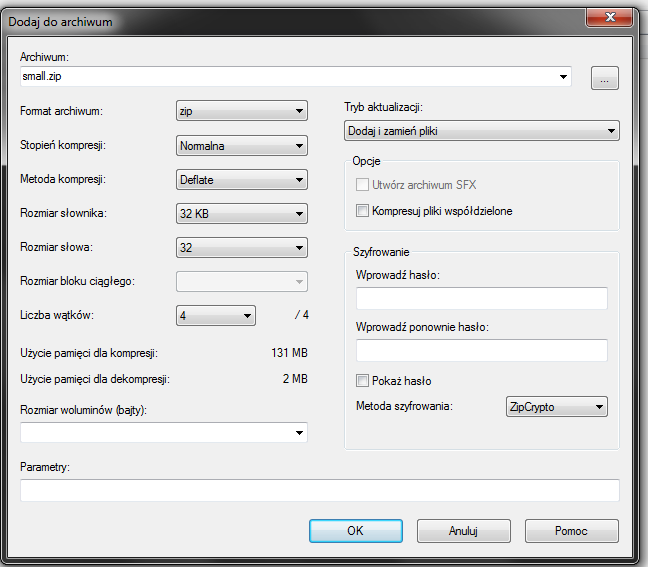 Dodaj do archiwum
Archiwum:
small.zip
...
Format archiwum:
zip
Stopień kompresji:
Normalna
Metoda kompresji:
Deflate
Rozmiar słownika:
32 KB
Rozmiar słowa:
32
Rozmiar bloku ciągłego:
Liczba wątków:
4
/ 4
Użycie pamięci dla kompresji:
131 MB
Użycie pamięci dla dekompresji:
2 MB
Rozmiar woluminów (bajty):
Tryb aktualizacji:
Dodaj i zamień pliki
Opcje
Utwórz archiwum SFX
Kompresuj pliki współdzielone
Szyfrowanie
Wprowadź hasło:
Wprowadź ponownie hasło:
Pokaż hasło
Metoda szyfrowania:
ZipCrypto
Parametry:
OK
Anuluj
Pomoc